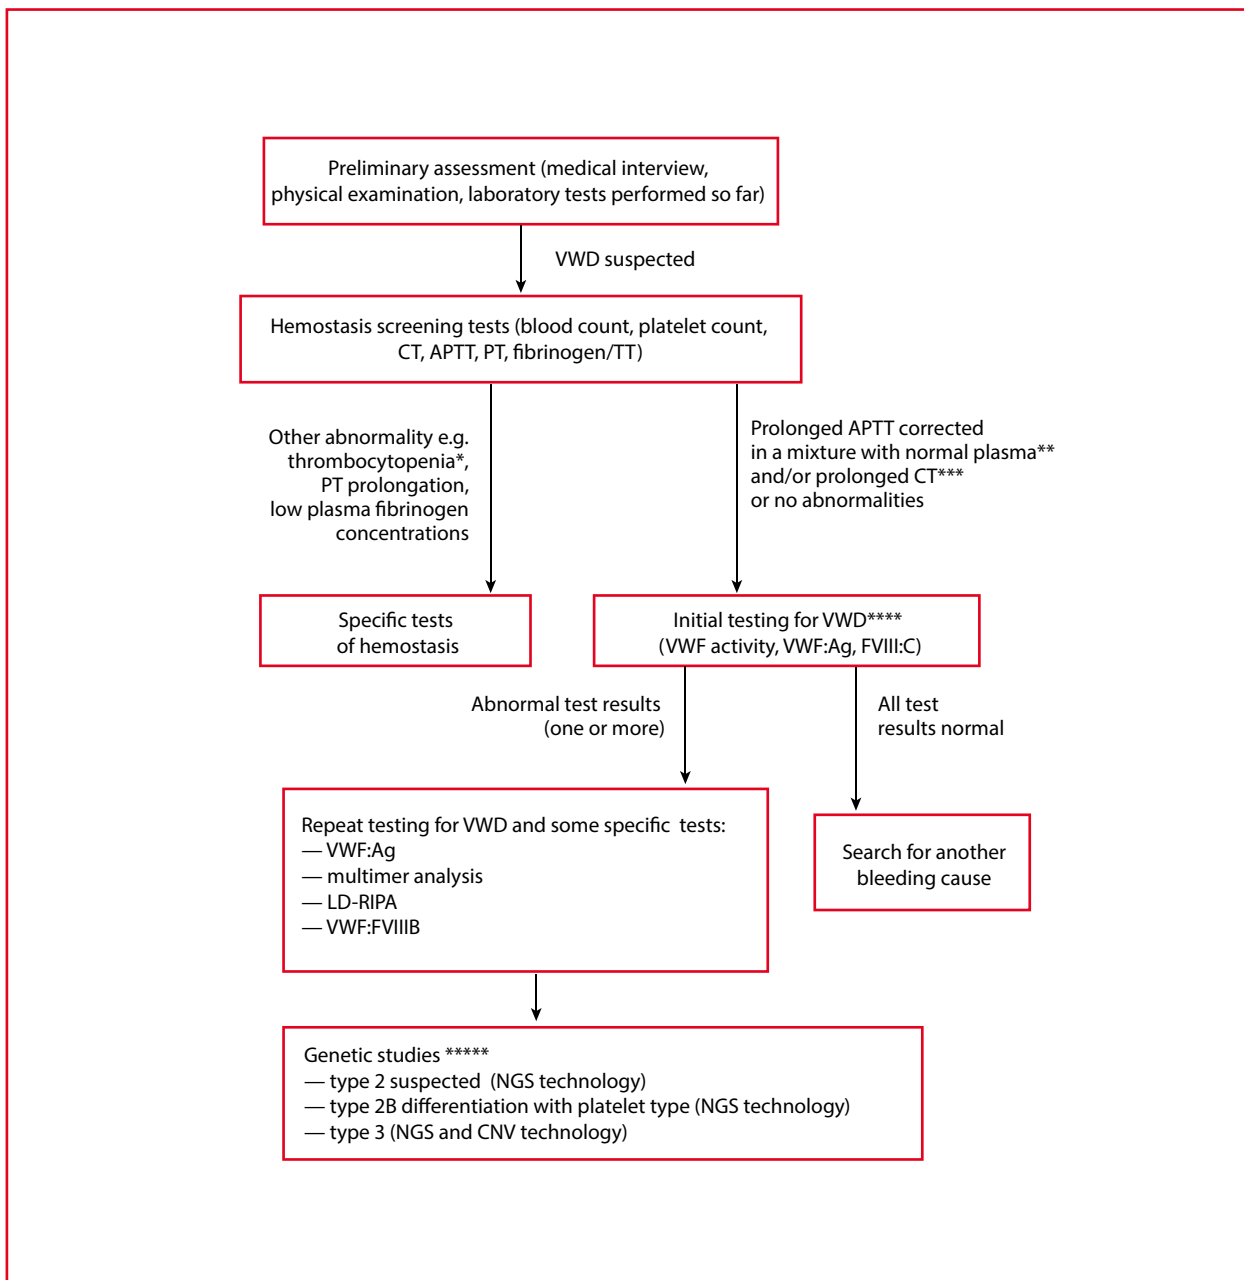 Preliminary assessment (medical interview,
physical examination, laboratory tests performed so far)
VWD suspected
Hemostasis screening tests (blood count, platelet count,
CT, APTT, PT, fibrinogen/TT)
Other abnormality e.g.
thrombocytopenia*,
PT prolongation,
low plasma fibrinogen
concentrations
Prolonged APTT corrected
in a mixture with normal plasma**
and/or prolonged CT***
or no abnormalities
Specific tests
of hemostasis
Initial testing for VWD****
(VWF activity, VWF:Ag, FVIII:C)
Abnormal test results
(one or more)
All test
results normal
Repeat testing for VWD and some specific tests:
— VWF:Ag
— multimer analysis
— LD-RIPA
— VWF:FVIIIB
Search for another
bleeding cause
Genetic studies *****
— type 2 suspected (NGS technology)
— type 2B differentiation with platelet type (NGS technology)
— type 3 (NGS and CNV technology)